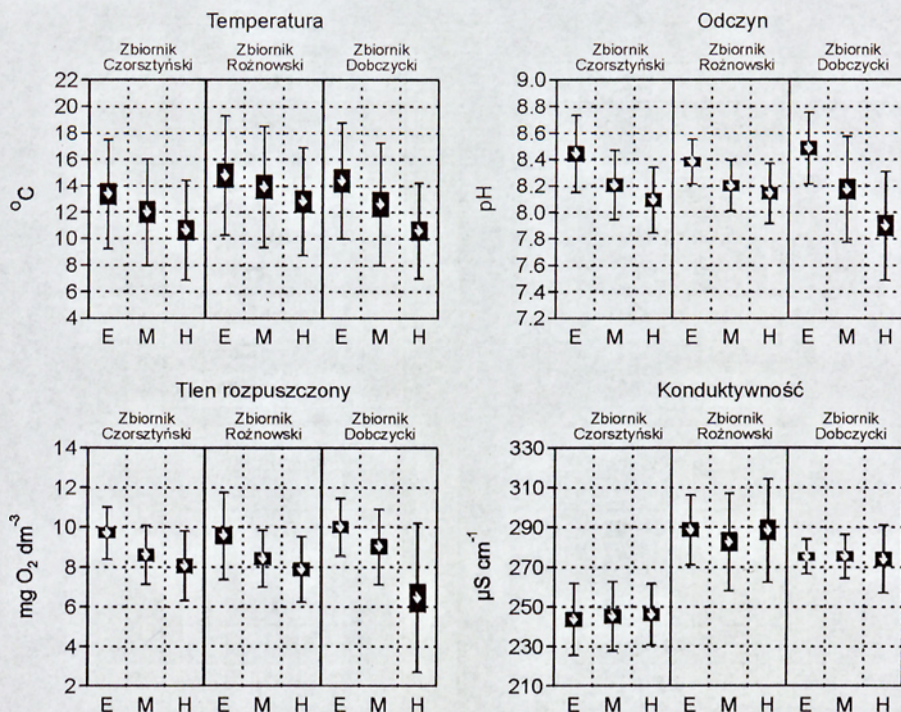 Temperatura
Zbiornik Czorsztyński
Zbiornik Rożnowski
Zbiornik Dobczycki
°C
22
20
18
16
14
12
10
8
6
4
E M H E M H E M H
Odczyn
Zbiornik Czorsztyński
Zbiornik Rożnowski
Zbiornik Dobczycki
pH
9.0
8.8
8.6
8.4
8.2
8.0
7.8
7.6
7.4
7.2
E M H E M H E M H
Tlen rozpuszczony
Zbiornik Czorsztyński
Zbiornik Rożnowski
Zbiornik Dobczycki
mg O₂ dm⁻³
14
12
10
8
6
4
2
E M H E M H E M H
Konduktywność
Zbiornik Czorsztyński
Zbiornik Rożnowski
Zbiornik Dobczycki
µS cm⁻¹
330
310
290
270
250
230
210
E M H E M H E M H